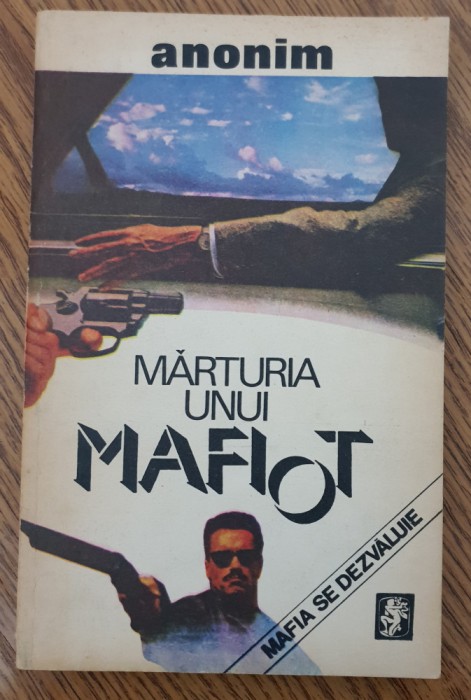 anonim
MĂRTURIA
UNUI
MAFIOT
MAFIA SE DEZVĂLUIE